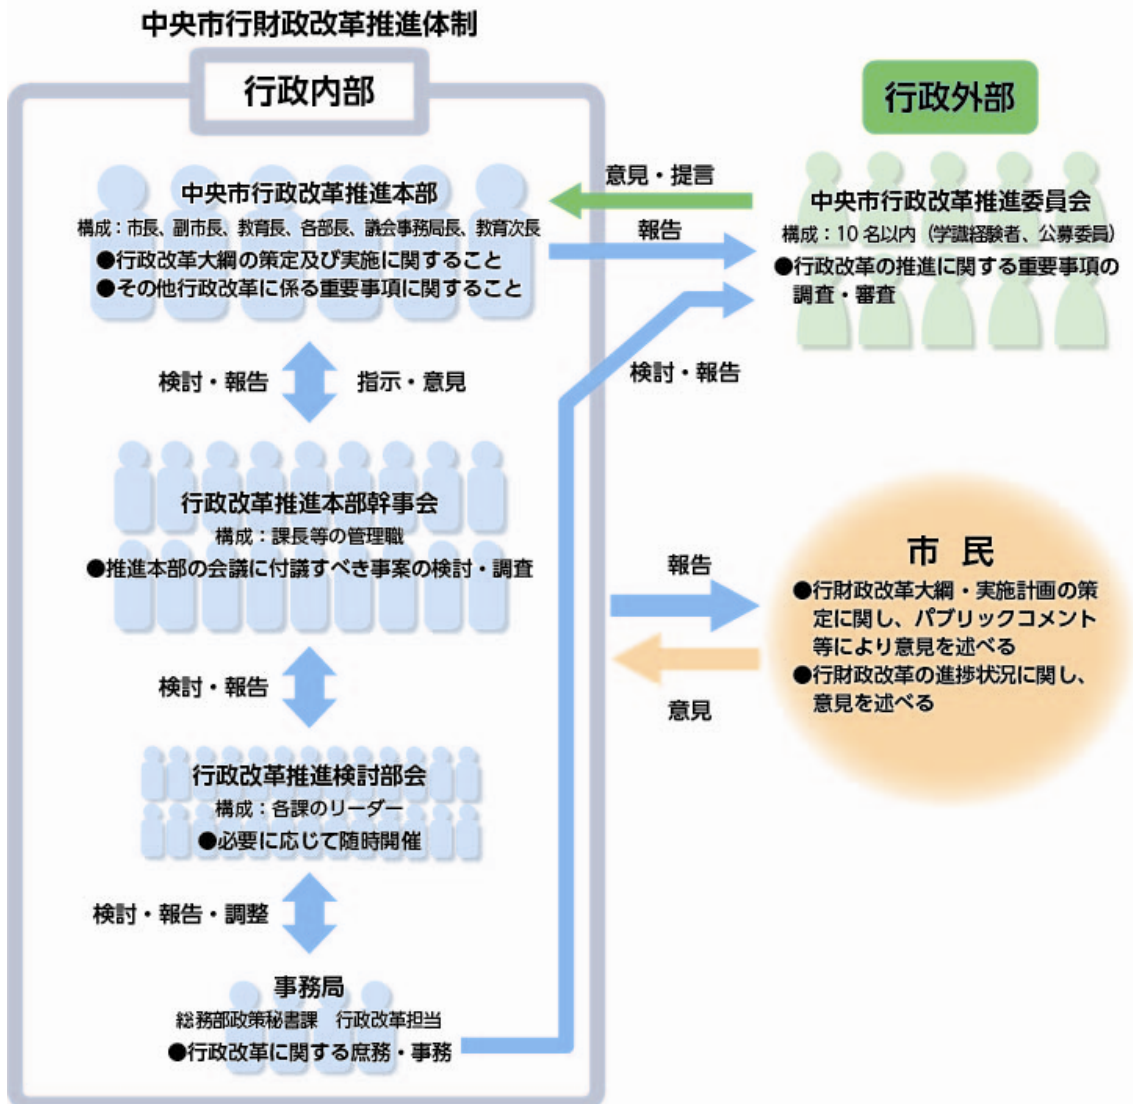 中央市行財政改革推進体制
行政内部
中央市行政改革推進本部
構成：市長、副市長、教育長、各部長、議会事務局長、教育次長
●行政改革大綱の策定及び実施に関すること
●その他行政改革に係る重要事項に関すること
検討・報告
指示・意見
行政改革推進本部幹事会
構成：課長等の管理職
●推進本部の会議に付議すべき事案の検討・調査
検討・報告
行政改革推進検討部会
構成：各課のリーダー
●必要に応じて随時開催
検討・報告・調整
事務局
総務部政策秘書課　行政改革担当
●行政改革に関する庶務・事務
意見・提言
報告
検討・報告
行政外部
中央市行政改革推進委員会
構成：10 名以内（学識経験者、公募委員）
●行政改革の推進に関する重要事項の
調査・審査
報告
意見
市 民
●行財政改革大綱・実施計画の策
定に関し、パブリックコメント
等により意見を述べる
●行財政改革の進捗状況に関し、
意見を述べる